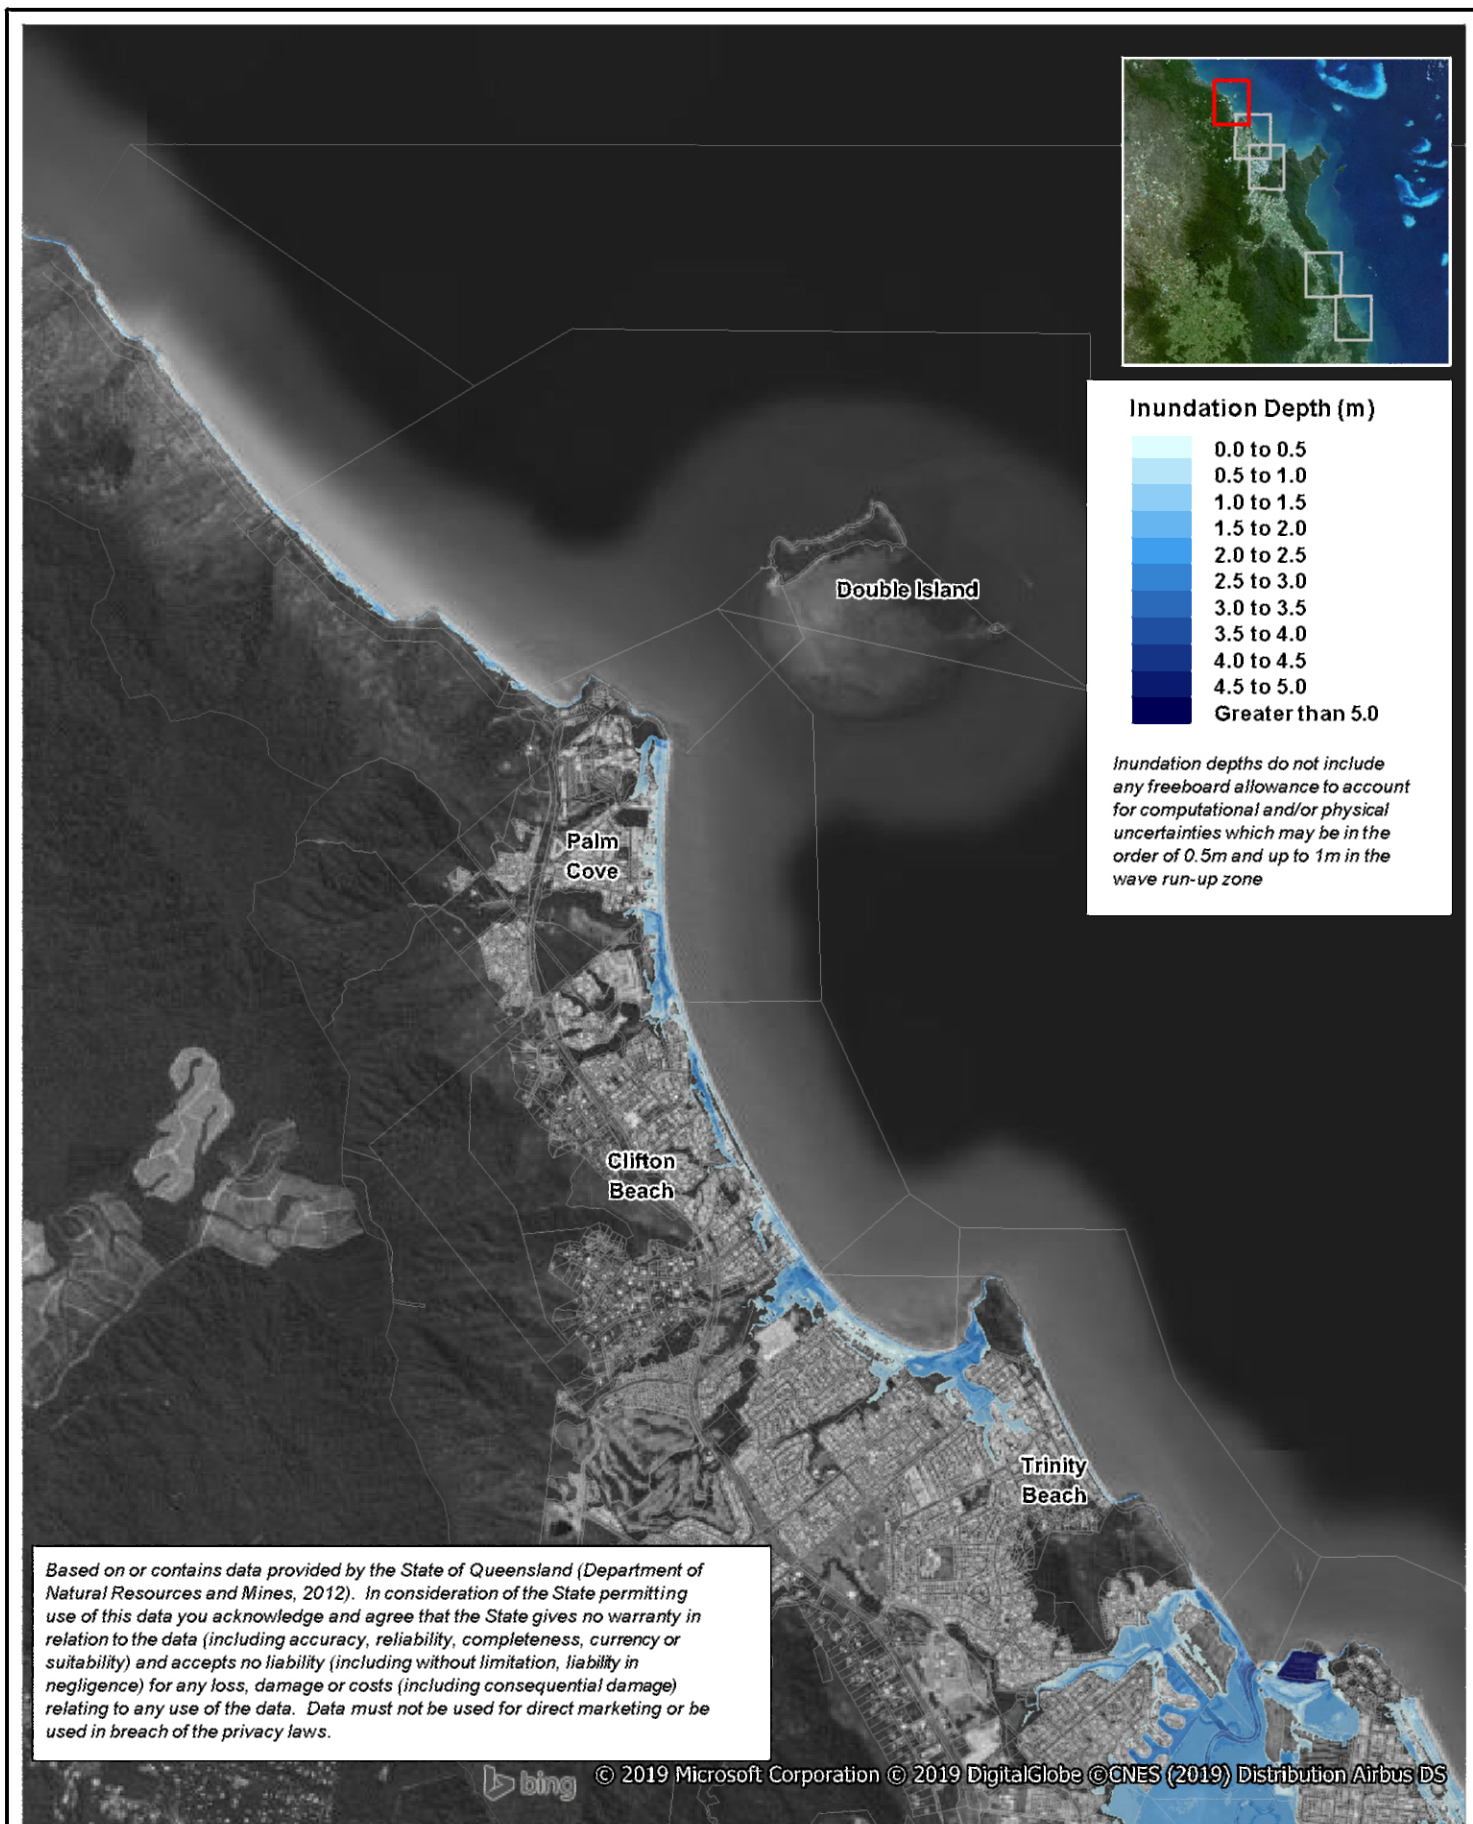 Inundation Depth (m)
0.0 to 0.5
0.5 to 1.0
1.0 to 1.5
1.5 to 2.0
2.0 to 2.5
2.5 to 3.0
3.0 to 3.5
3.5 to 4.0
4.0 to 4.5
4.5 to 5.0
Greater than 5.0
Inundation depths do not include
any freeboard allowance to account
for computational and/or physical
uncertainties which may be in the
order of 0.5m and up to 1m in the
wave run-up zone
Double Island
Palm
Cove
Clifton
Beach
Trinity
Beach
Based on or contains data provided by the State of Queensland (Department of
Natural Resources and Mines, 2012). In consideration of the State permitting
use of this data you acknowledge and agree that the State gives no warranty in
relation to the data (including accuracy, reliability, completeness, currency or
suitability) and accepts no liability (including without limitation, liability in
negligence) for any loss, damage or costs (including consequential damage)
relating to any use of the data. Data must not be used for direct marketing or be
used in breach of the privacy laws.
bing
© 2019 Microsoft Corporation © 2019 DigitalGlobe ©CNES (2019) Distribution Airbus DS